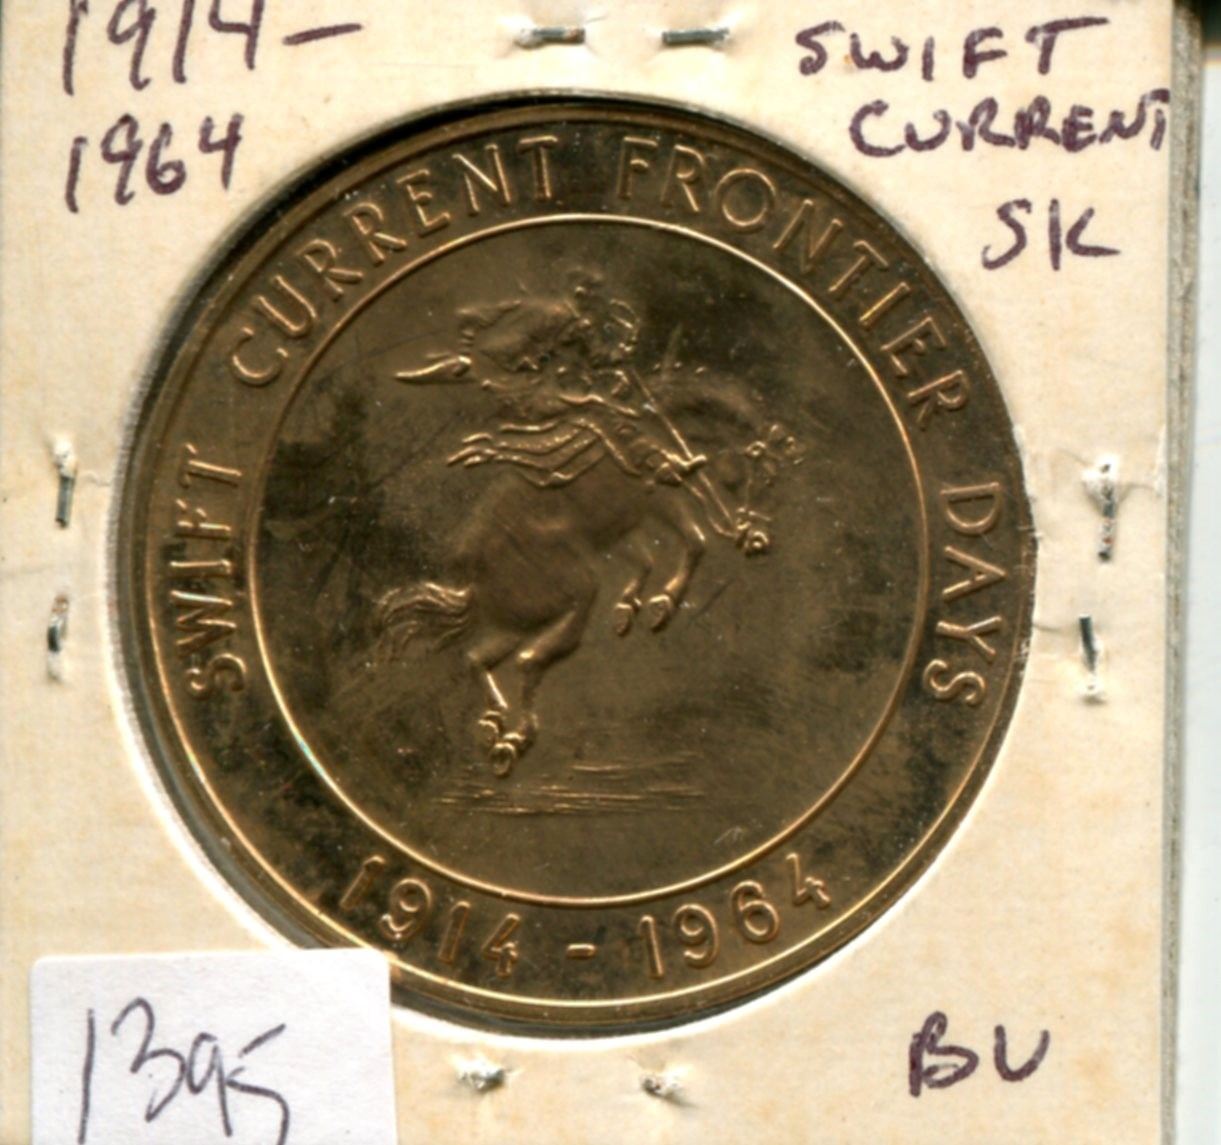 1914-
1964
SWIFT
CURRENT
SK
SWIFT CURRENT FRONTIER DAYS
1914 - 1964
1395
BU